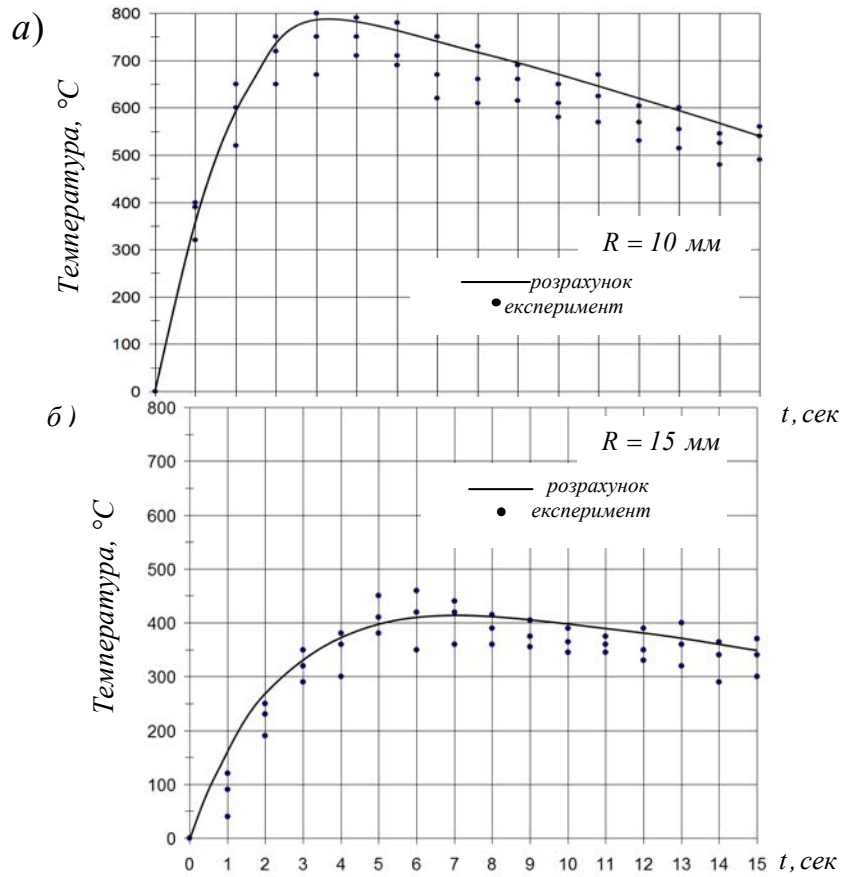 а)
800
700
600
500
400
300
200
100
0
Температура, °C
R = 10 мм
розрахунок
експеримент
t, сек
б)
800
700
600
500
400
300
200
100
0
Температура, °C
R = 15 мм
розрахунок
експеримент
0 1 2 3 4 5 6 7 8 9 10 11 12 13 14 15
t, сек